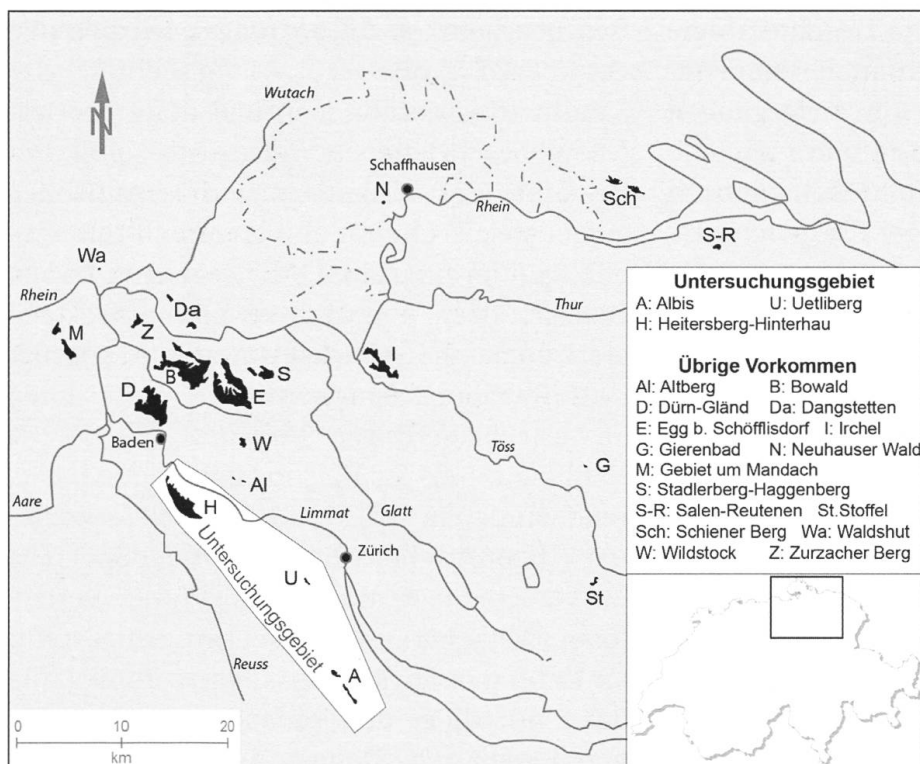 N
Wutach
Schaffhausen
N
Rhein
Sch
S-R
Wa
Rhein
Da
M
Z
Thur
I
B
S
D
E
Baden
W
Töss
G
Al
Aare
H
Limmat
Glatt
Zürich
Untersuchungsgebiet
U
St
Reuss
A
0 10 20
km
Untersuchungsgebiet
A: Albis U: Uetliberg
H: Heitersberg-Hinterhau
Übrige Vorkommen
Al: Altberg B: Bowald
D: Dürn-Gländ Da: Dangstetten
E: Egg b. Schöfflisdorf I: Irchel
G: Gierenbad N: Neuhauser Wald
M: Gebiet um Mandach
S: Stadlerberg-Haggenberg
S-R: Salen-Reutenen St.Stoffel
Sch: Schiener Berg Wa: Waldshut
W: Wildstock Z: Zurzacher Berg